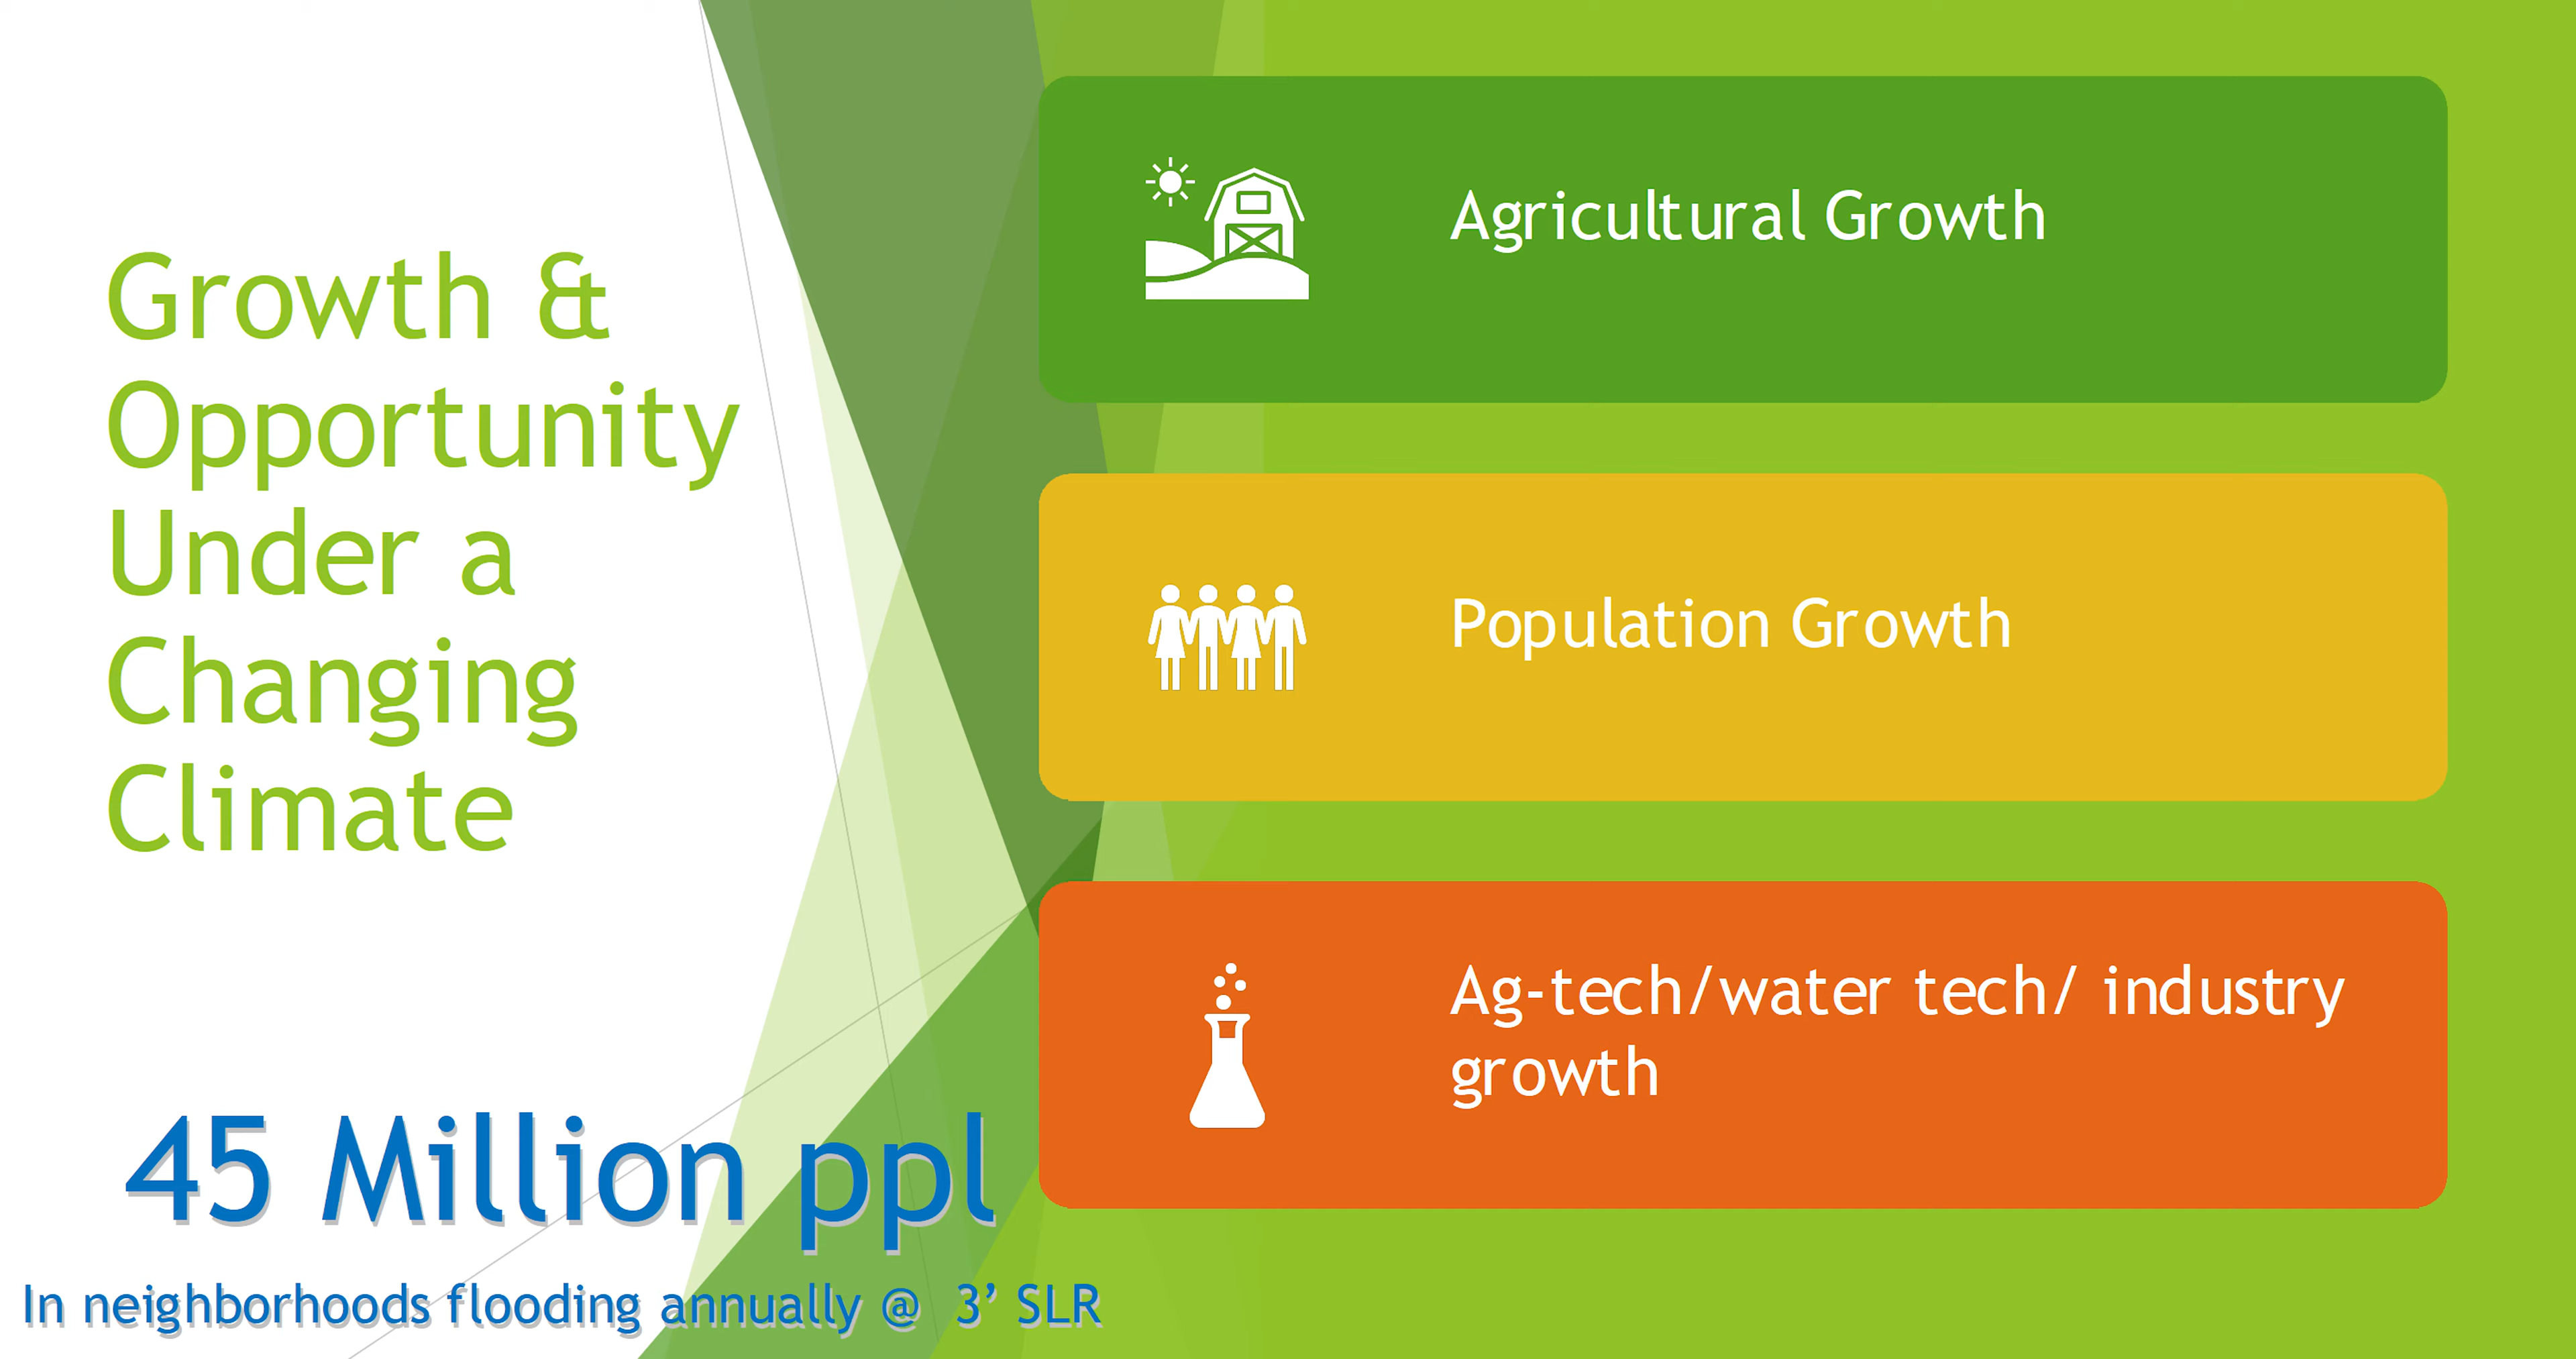 Growth &
Opportunity
Under a
Changing
Climate
45 Million ppl
In neighborhoods flooding annually @ 3’ SLR
Agricultural Growth
Population Growth
Ag-tech/water tech/ industry
growth